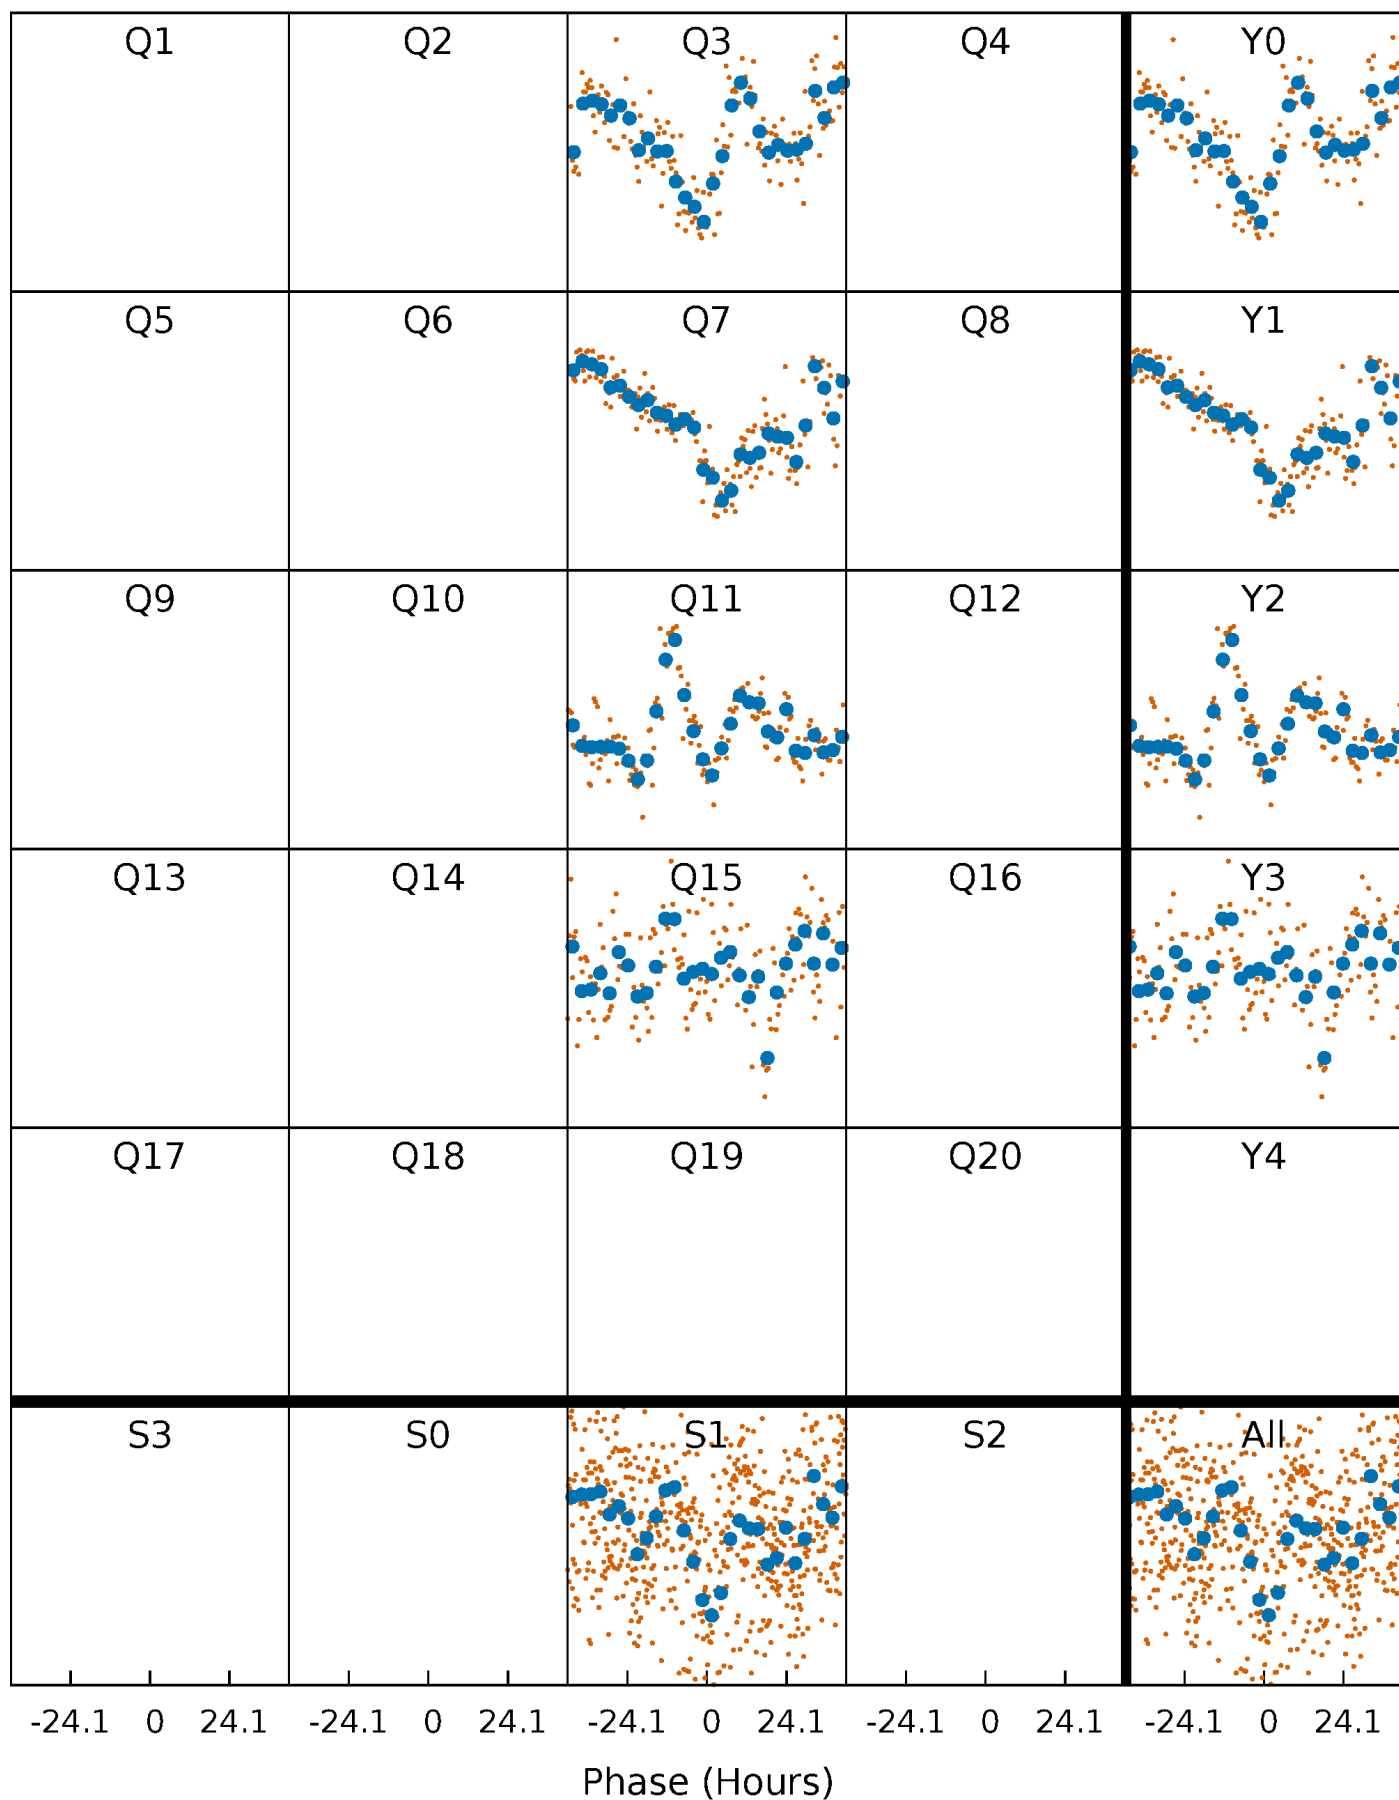 Q1 Q2 Q3 Q4 Y0
Q5 Q6 Q7 Q8 Y1
Q9 Q10 Q11 Q12 Y2
Q13 Q14 Q15 Q16 Y3
Q17 Q18 Q19 Q20 Y4
S3 S0 S1 S2 All
-24.1 0 24.1 -24.1 0 24.1 -24.1 0 24.1 -24.1 0 24.1 -24.1 0 24.1
Phase (Hours)